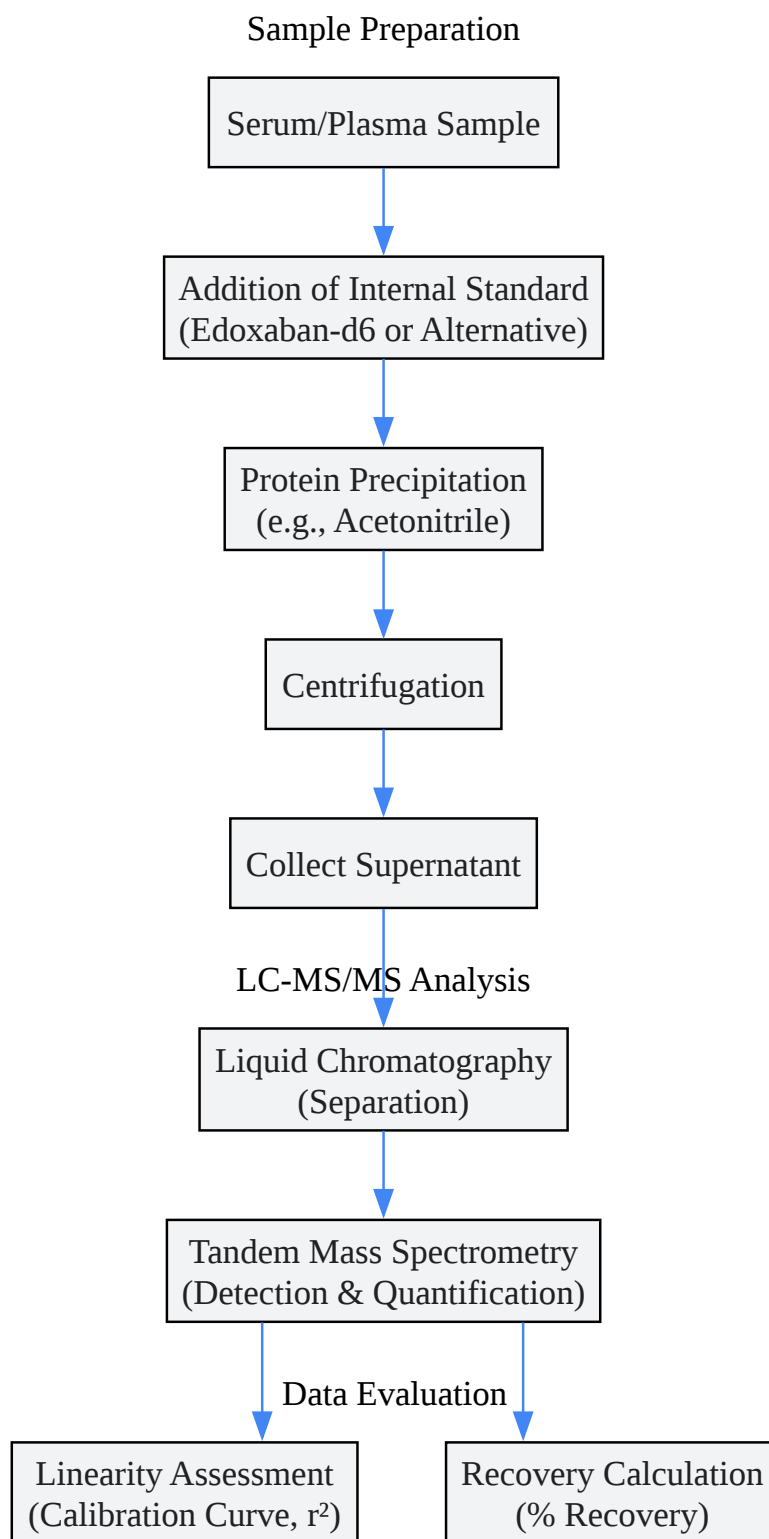 Sample Preparation
Serum/Plasma Sample
Addition of Internal Standard
(Edoxaban-d6 or Alternative)
Protein Precipitation
(e.g., Acetonitrile)
Centrifugation
Collect Supernatant
LC-MS/MS Analysis
Liquid Chromatography
(Separation)
Tandem Mass Spectrometry
(Detection & Quantification)
Data Evaluation
Linearity Assessment
(Calibration Curve, r²)
Recovery Calculation
(% Recovery)